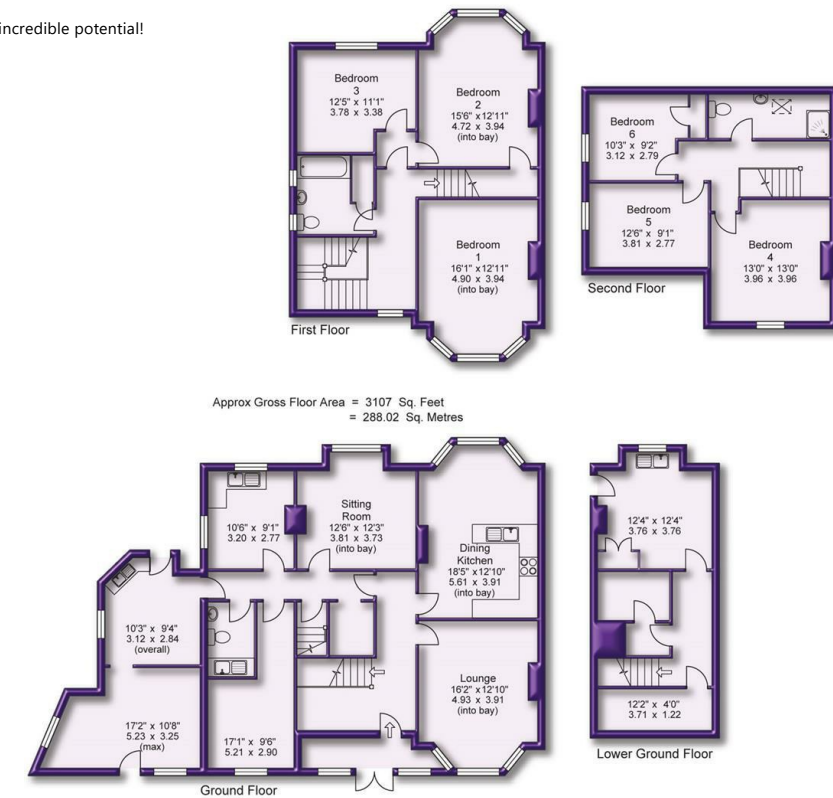 incredible potential!
Bedroom
3
12'5" x 11'1"
3.78 x 3.38
Bedroom
2
15'6" x 12'11"
4.72 x 3.94
(into bay)
Bedroom
1
16'1" x 12'11"
4.90 x 3.94
(into bay)
First Floor
Bedroom
6
10'3" x 9'2"
3.12 x 2.79
Bedroom
5
12'6" x 9'1"
3.81 x 2.77
Bedroom
4
13'0" x 13'0"
3.96 x 3.96
Second Floor
Approx Gross Floor Area = 3107 Sq. Feet
= 288.02 Sq. Metres
10'6" x 9'1"
3.20 x 2.77
Sitting
Room
12'6" x 12'3"
3.81 x 3.73
(into bay)
Dining
Kitchen
18'5" x 12'10"
5.61 x 3.91
(into bay)
10'3" x 9'4"
3.12 x 2.84
(overall)
17'2" x 10'8"
5.23 x 3.25
(max)
17'1" x 9'6"
5.21 x 2.90
Lounge
16'2" x 12'10"
4.93 x 3.91
(into bay)
Ground Floor
12'4" x 12'4"
3.76 x 3.76
12'2" x 4'0"
3.71 x 1.22
Lower Ground Floor